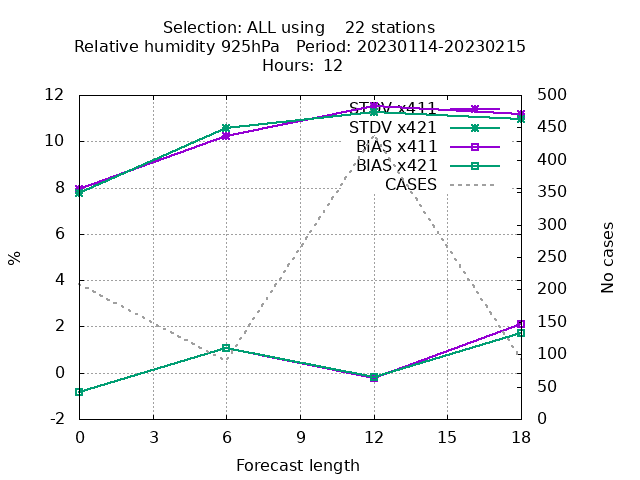 Selection: ALL using    22 stations
Relative humidity 925hPa   Period: 20230114-20230215
Hours:  12
%
12
10
8
6
4
2
0
-2
STDV x411
STDV x421
BIAS x411
BIAS x421
CASES
500
450
400
350
300
250
200
150
100
50
0
No cases
0 3 6 9 12 15 18
Forecast length